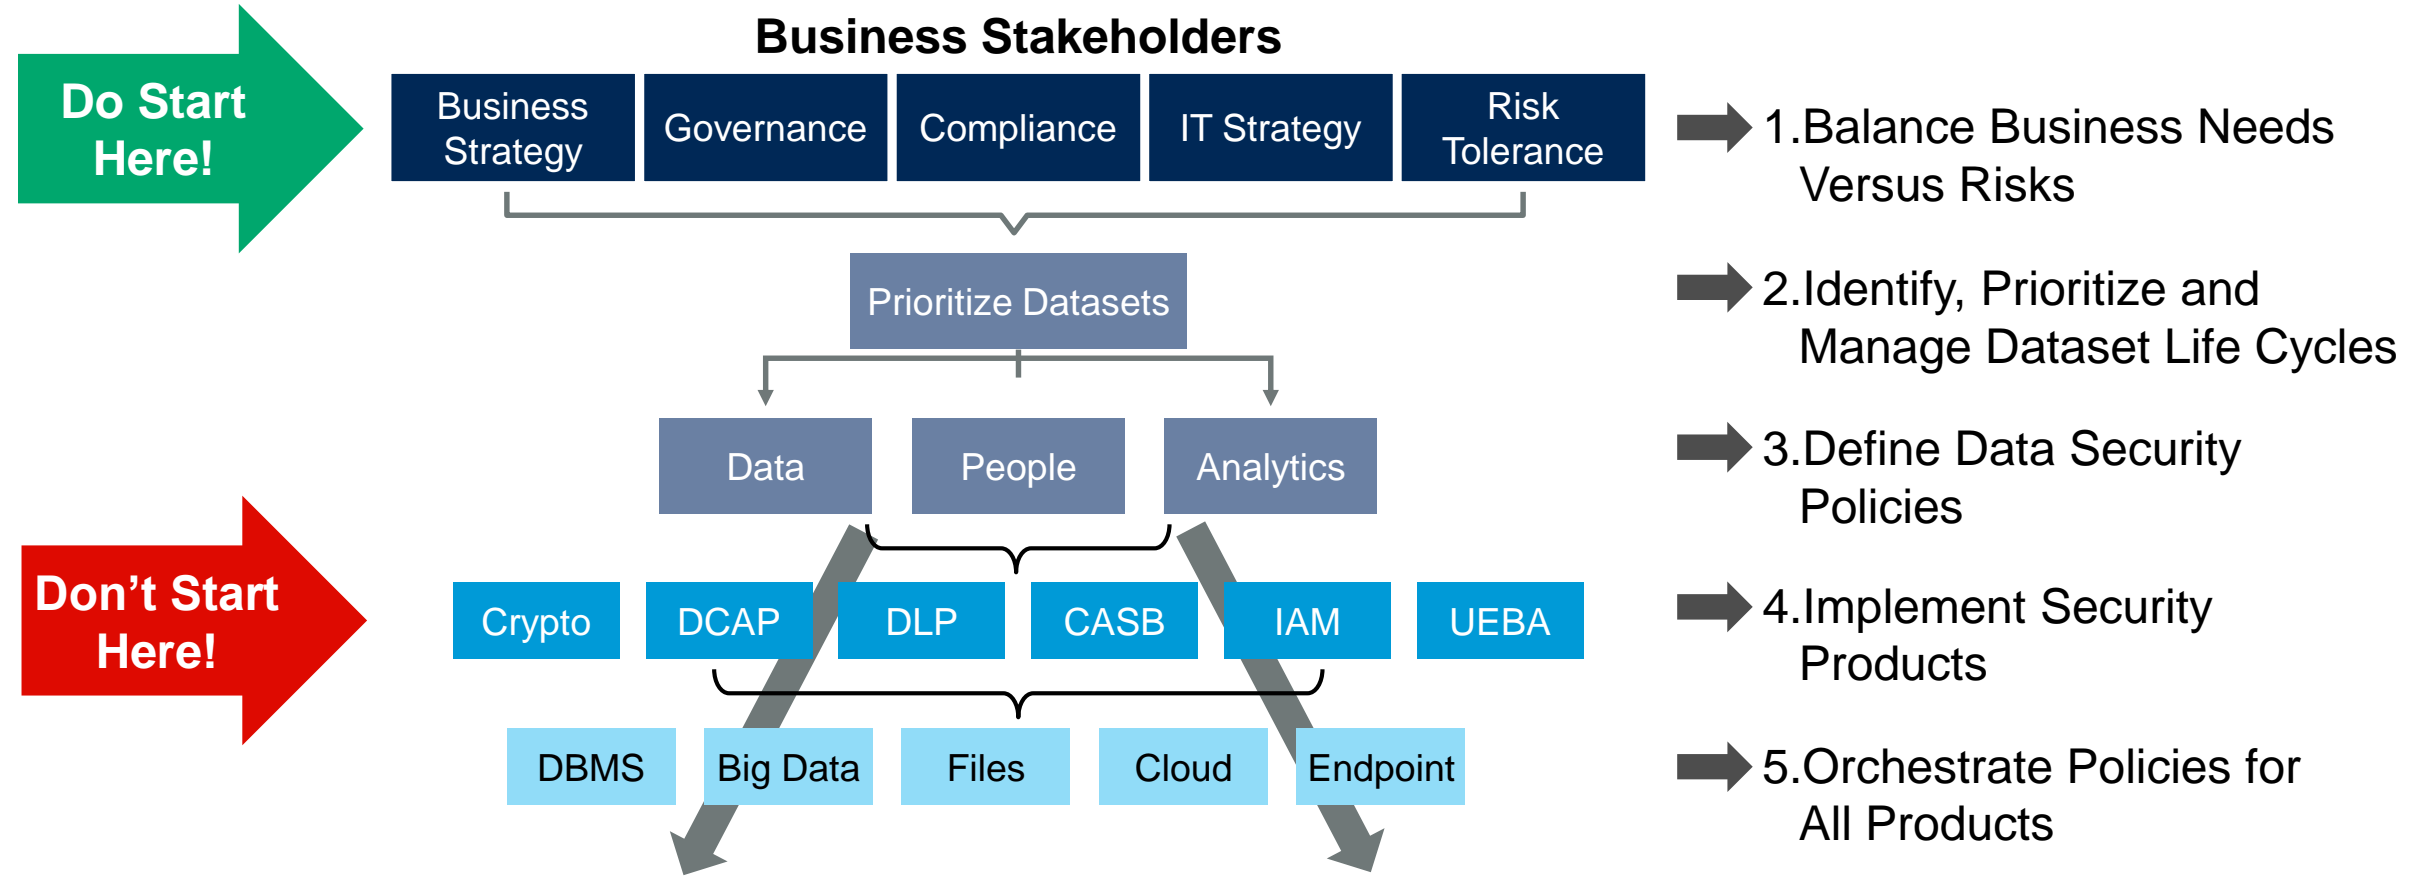 Business Stakeholders
Do Start
Here!
Business
Strategy
Governance
Compliance
IT Strategy
Risk
Tolerance
1.Balance Business Needs
Versus Risks
Prioritize Datasets
2.Identify, Prioritize and
Manage Dataset Life Cycles
Data
People
Analytics
3.Define Data Security
Policies
Don’t Start
Here!
Crypto
DCAP
DLP
CASB
IAM
UEBA
4.Implement Security
Products
DBMS
Big Data
Files
Cloud
Endpoint
5.Orchestrate Policies for
All Products